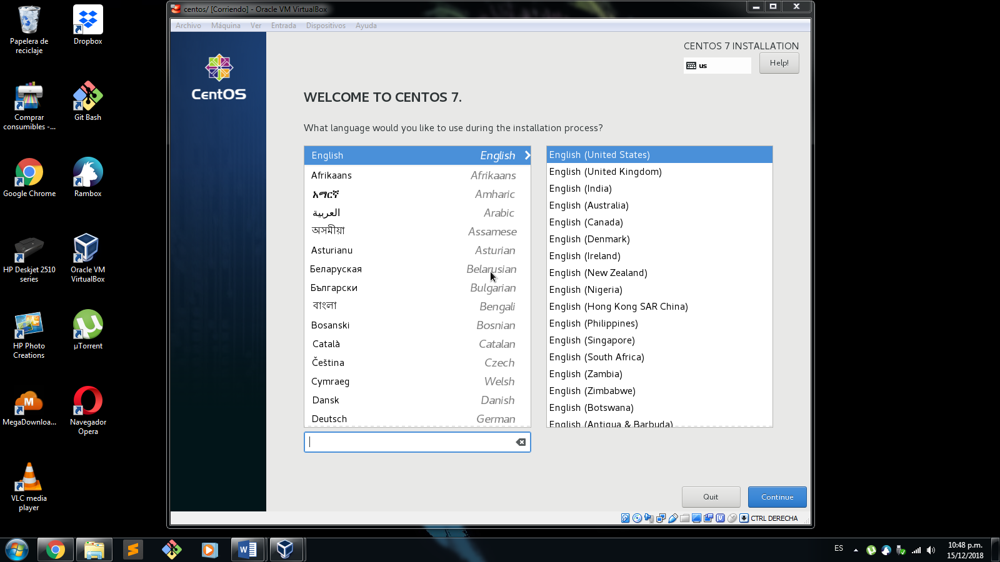 Papelera de
reciclaje
Dropbox
Comprar
consumibles -...
Git Bash
Google Chrome
Rambox
HP Deskjet 2510
series
Oracle VM
VirtualBox
HP Photo
Creations
µTorrent
MegaDownloa...
Navegador
Opera
VLC media
player
centos/ [Corriendo] - Oracle VM VirtualBox
Archivo Máquina Ver Entrada Dispositivos Ayuda
CentOS
CENTOS 7 INSTALLATION
us
Help!
WELCOME TO CENTOS 7.
What language would you like to use during the installation process?
English English
Afrikaans Afrikaans
አማርኛ Amharic
العربية Arabic
অসমীয়া Assamese
Asturianu Asturian
Беларуская Belarusian
Български Bulgarian
বাংলা Bengali
Bosanski Bosnian
Català Catalan
Čeština Czech
Cymraeg Welsh
Dansk Danish
Deutsch German
English (United States)
English (United Kingdom)
English (India)
English (Australia)
English (Canada)
English (Denmark)
English (Ireland)
English (New Zealand)
English (Nigeria)
English (Hong Kong SAR China)
English (Philippines)
English (Singapore)
English (South Africa)
English (Zambia)
English (Zimbabwe)
English (Botswana)
English (Antigua & Barbuda)
Quit
Continue
CTRL DERECHA
ES
10:48 p.m.
15/12/2018